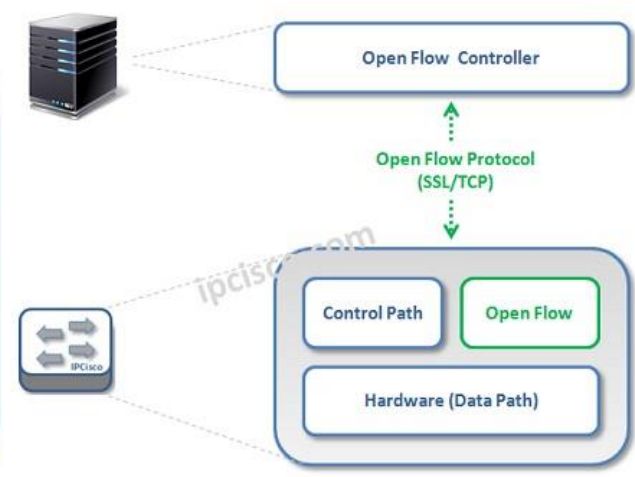 Open Flow Controller
Open Flow Protocol
(SSL/TCP)
ipcisco.com
Control Path
Open Flow
IPCisco
Hardware (Data Path)